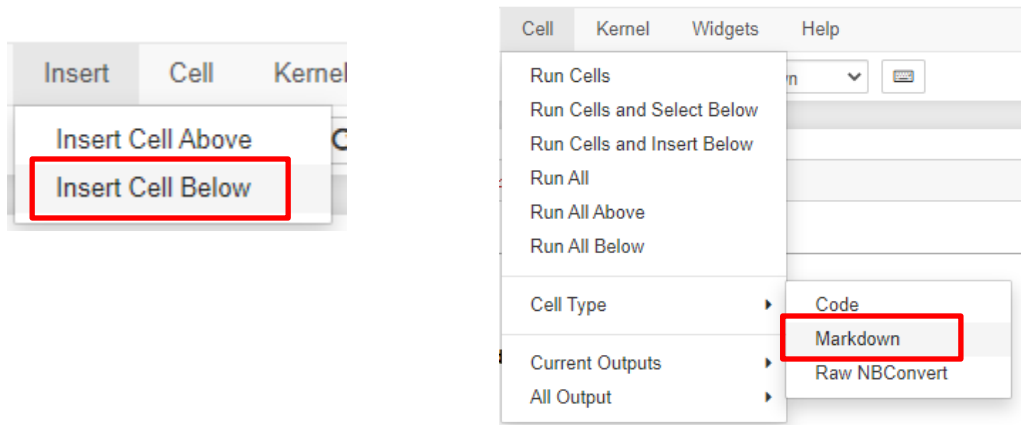 Insert Cell Kernel
Insert Cell Above
Insert Cell Below
Cell Kernel Widgets Help
Run Cells
Run Cells and Select Below
Run Cells and Insert Below
Run All
Run All Above
Run All Below
Cell Type
Code
Markdown
Raw NBConvert
Current Outputs
All Output